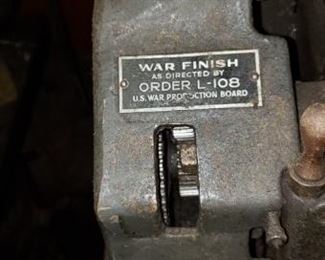 WAR FINISH
AS DIRECTED BY
ORDER L-108
U.S. WAR PRODUCTION BOARD